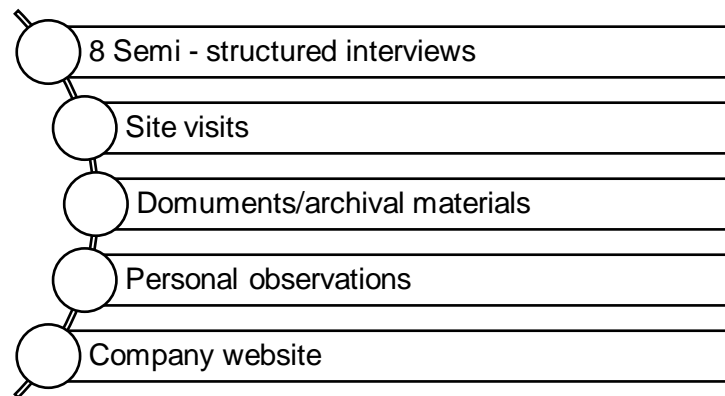 8 Semi - structured interviews
Site visits
Domuments/archival materials
Personal observations
Company website